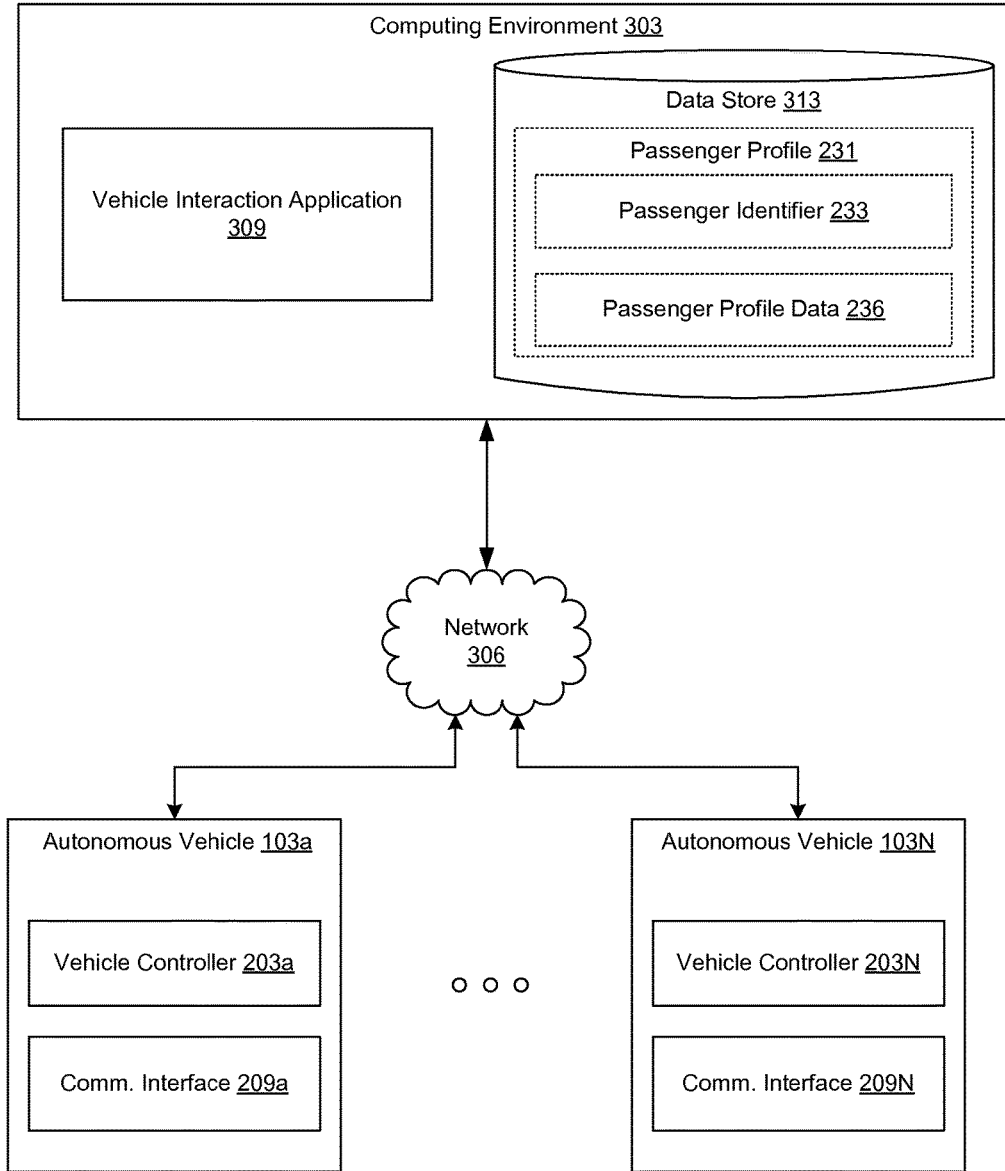 Computing Environment 303
Data Store 313
Passenger Profile 231
Vehicle Interaction Application
309
Passenger Identifier 233
Passenger Profile Data 236
Network
306
Autonomous Vehicle 103a
Vehicle Controller 203a
Comm. Interface 209a
Autonomous Vehicle 103N
Vehicle Controller 203N
Comm. Interface 209N